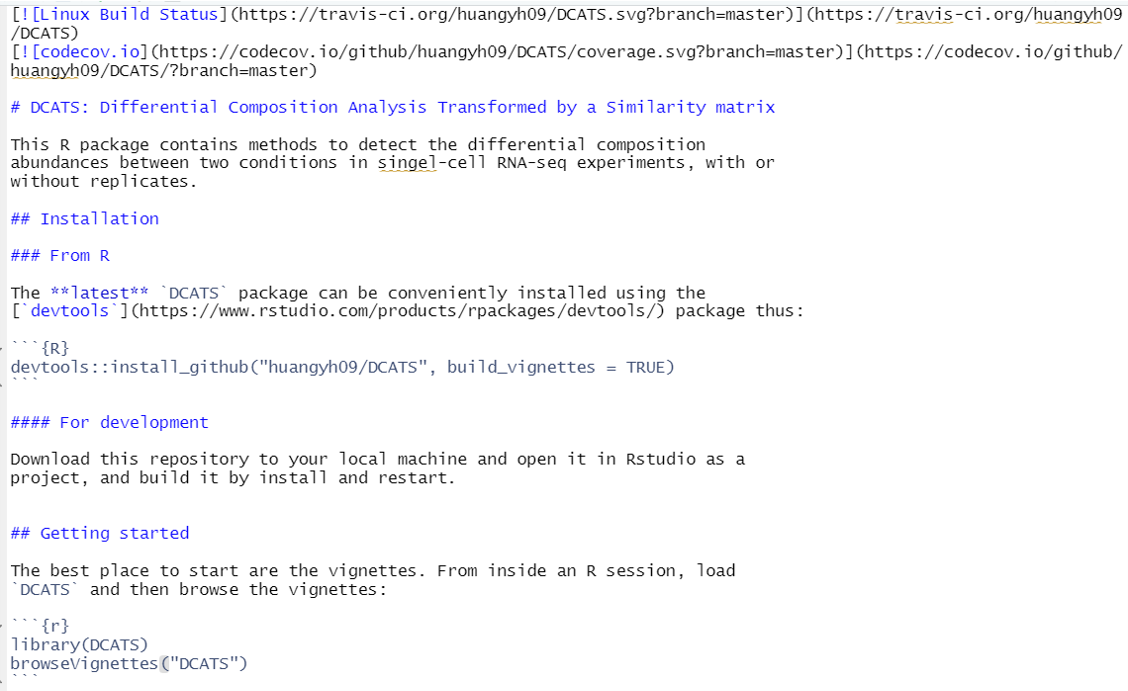 [![Linux Build Status](https://travis-ci.org/huangyh09/DCATS.svg?branch=master)](https://travis-ci.org/huangyh09
/DCATS)
[![codecov.io](https://codecov.io/github/huangyh09/DCATS/coverage.svg?branch=master)](https://codecov.io/github/
huangyh09/DCATS/?branch=master)
# DCATS: Differential Composition Analysis Transformed by a Similarity matrix
This R package contains methods to detect the differential composition
abundances between two conditions in singel-cell RNA-seq experiments, with or
without replicates.
## Installation
### From R
The **latest** `DCATS` package can be conveniently installed using the
[`devtools`](https://www.rstudio.com/products/rpackages/devtools/) package thus:
```{R}
devtools::install_github("huangyh09/DCATS", build_vignettes = TRUE)
```
#### For development
Download this repository to your local machine and open it in Rstudio as a
project, and build it by install and restart.
## Getting started
The best place to start are the vignettes. From inside an R session, load
`DCATS` and then browse the vignettes:
```{r}
library(DCATS)
browseVignettes("DCATS")
```